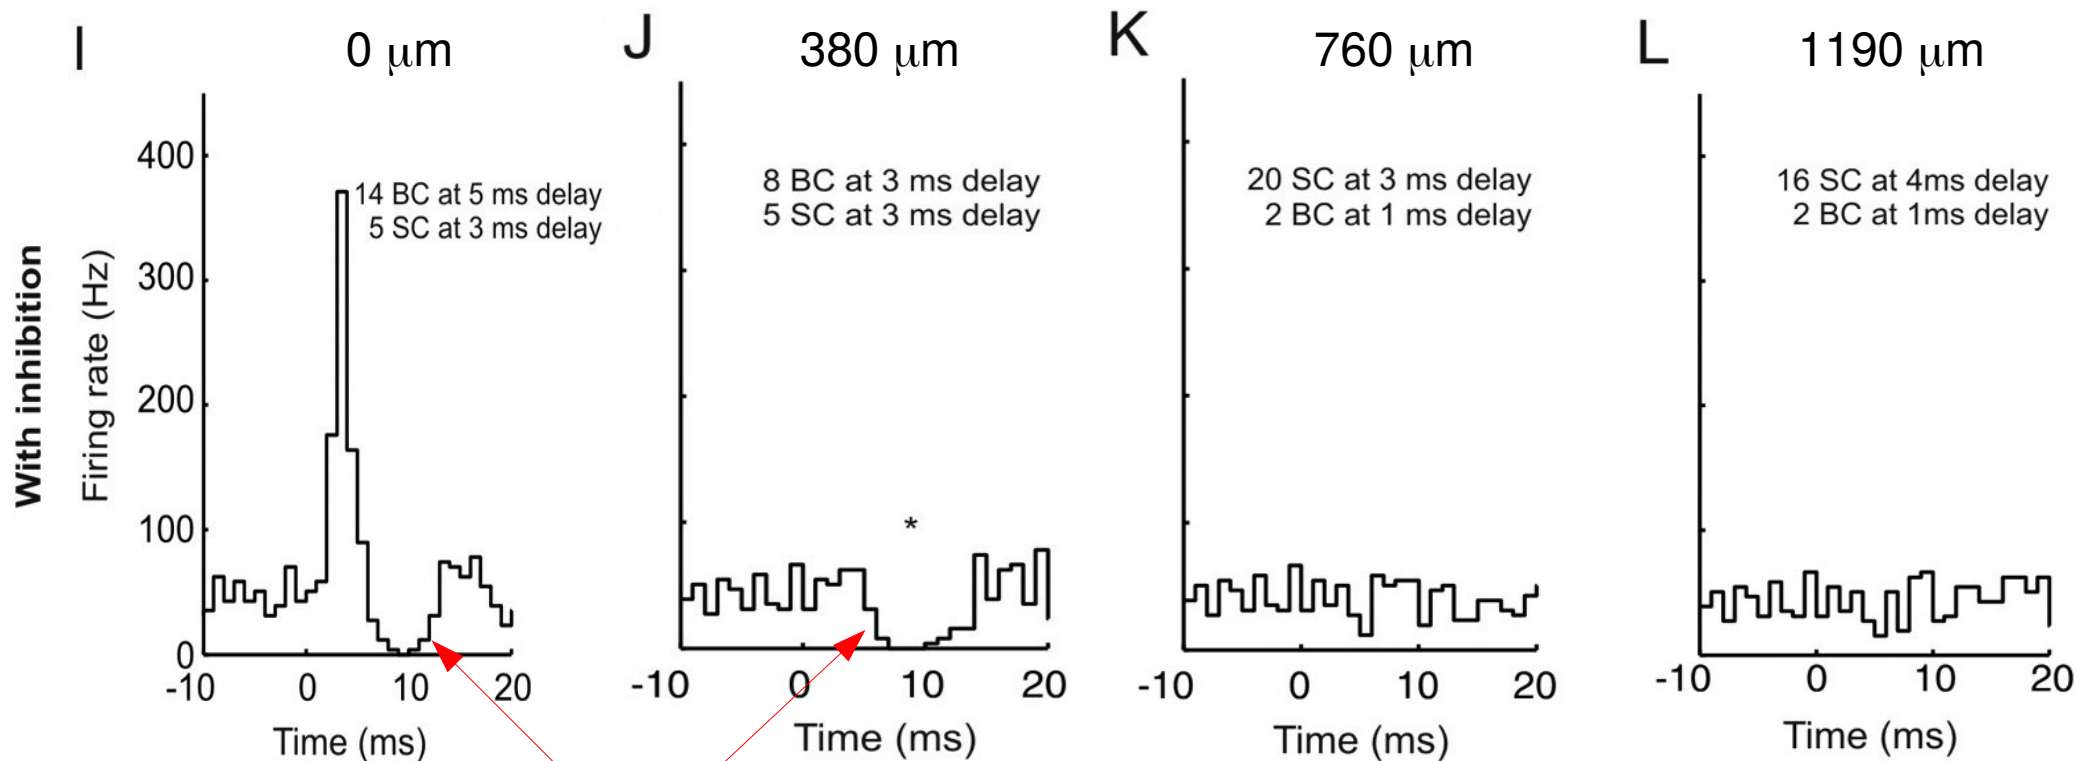 I
0 μm
J
380 μm
K
760 μm
L
1190 μm
With inhibition
Firing rate (Hz)
400
300
200
100
0
14 BC at 5 ms delay
5 SC at 3 ms delay
8 BC at 3 ms delay
5 SC at 3 ms delay
20 SC at 3 ms delay
2 BC at 1 ms delay
16 SC at 4ms delay
2 BC at 1ms delay
*
-10 0 10 20
Time (ms)
-10 0 10 20
Time (ms)
-10 0 10 20
Time (ms)
-10 0 10 20
Time (ms)